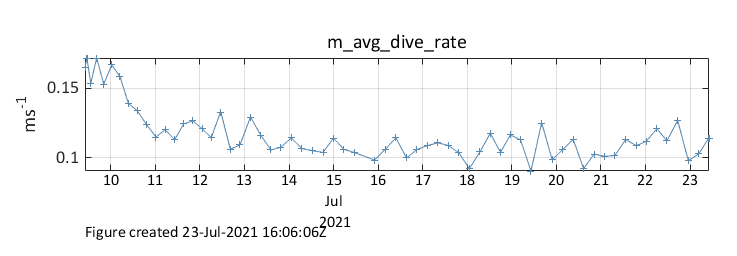 m_avg_dive_rate
ms-1
0.15
0.1
10 11 12 13 14 15 16 17 18 19 20 21 22 23
Jul
2021
Figure created 23-Jul-2021 16:06:06Z